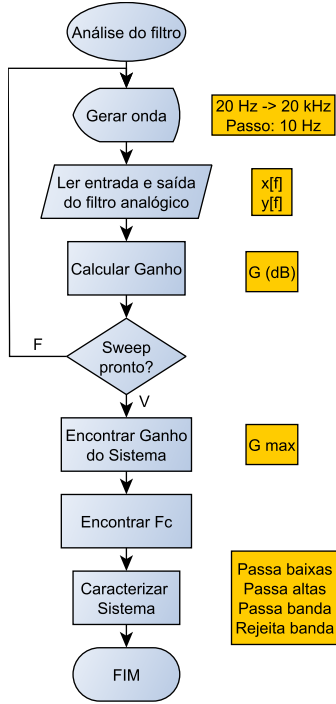 Análise do filtro
Gerar onda
20 Hz -> 20 kHz
Passo: 10 Hz
Ler entrada e saída
do filtro analógico
x[f]
y[f]
Calcular Ganho
G (dB)
F
Sweep
pronto?
V
Encontrar Ganho
do Sistema
G max
Encontrar Fc
Caracterizar
Sistema
Passa baixas
Passa altas
Passa banda
Rejeita banda
FIM